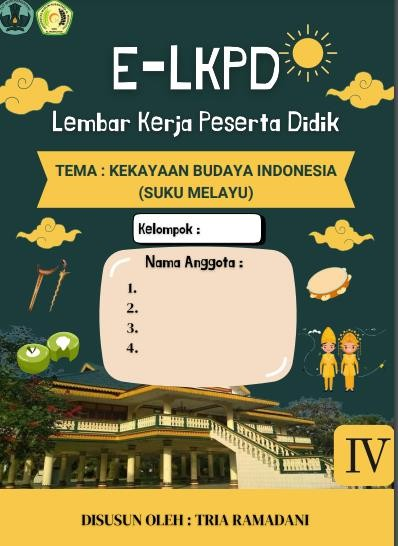 E-LKPD
Lembar Kerja Peserta Didik
TEMA : KEKAYAAN BUDAYA INDONESIA
(SUKU MELAYU)
Kelompok :
Nama Anggota :
1.
2.
3.
4.
IV
DISUSUN OLEH : TRIA RAMADANI